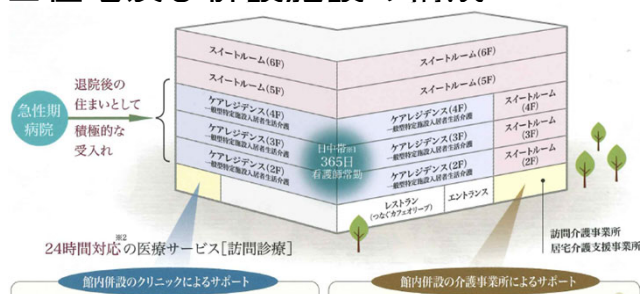 スイートルーム(6F)
スイートルーム(6F)
スイートルーム(5F)
スイートルーム(5F)
急性期
病院
退院後の
住まいとして
積極的な
受入れ
ケアレジデンス(4F)
一般型特定施設入居者生活介護
ケアレジデンス(3F)
一般型特定施設入居者生活介護
ケアレジデンス(2F)
一般型特定施設入居者生活介護
日中帯※1
365日
看護師常勤
ケアレジデンス(4F)
一般型特定施設入居者生活介護
ケアレジデンス(3F)
一般型特定施設入居者生活介護
ケアレジデンス(2F)
一般型特定施設入居者生活介護
スイートルーム
(4F)
スイートルーム
(3F)
スイートルーム
(2F)
レストラン
(つなぐカフェオリーブ)
エントランス
訪問介護事業所
居宅介護支援事業所
※2
24時間対応の医療サービス[訪問診療]
館内併設のクリニックによるサポート
館内併設の介護事業所によるサポート